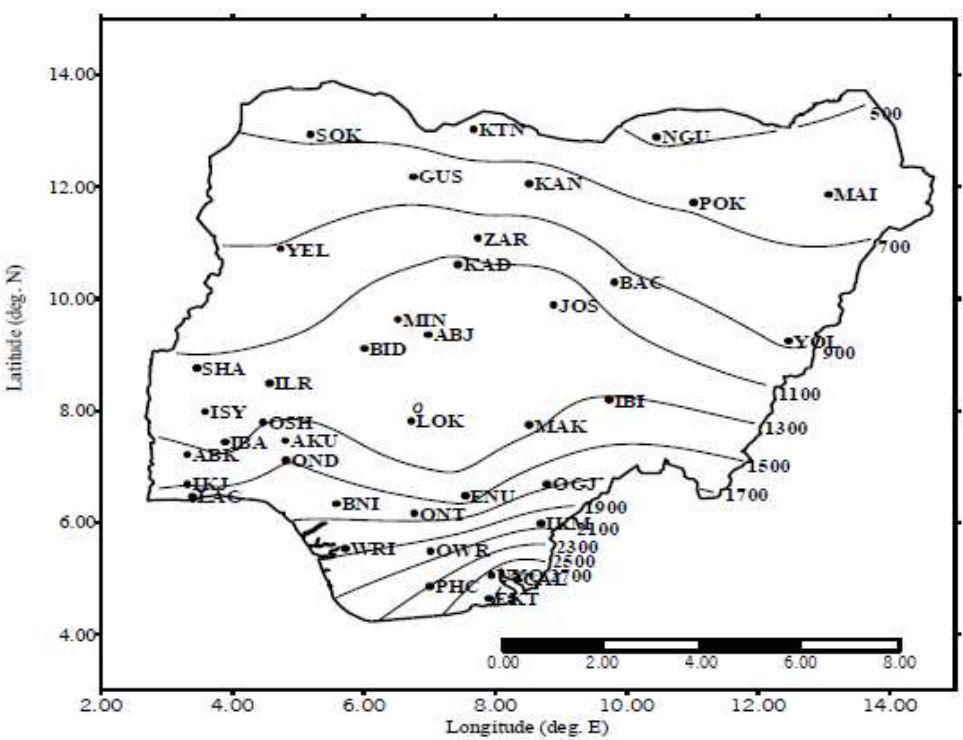 14.00
500
SOK
KTN
NGU
12.00
GUS
KAN
MAI
POK
700
YEL
ZAR
KAD
BAC
10.00
JOS
MIN
ABJ
BID
YOL
900
SHA
ILR
1100
IBI
8.00
ISY
OSH
LOK
MAK
1300
IBA
AKU
ABK
OND
1500
IKJ
LAG
ENU
OGJ
1700
BNI
ONT
1900
6.00
IKM
2100
WRI
OWR
2300
2500
UYO
2700
CAL
PHC
EKT
4.00
0.00 2.00 4.00 6.00 8.00
2.00 4.00 6.00 8.00 10.00 12.00 14.00
Longitude (deg. E)
Latitude (deg. N)